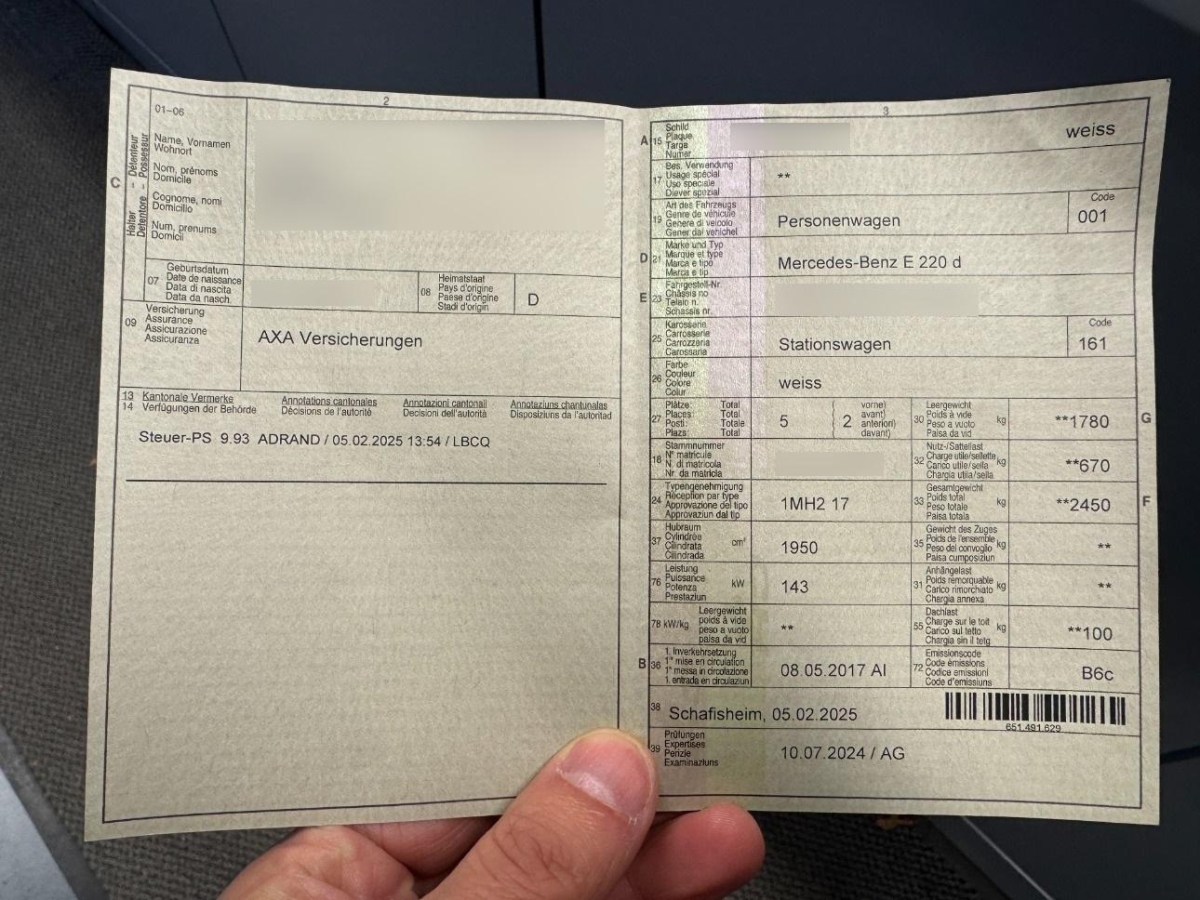 2
01-06
C
Halter - Détenteur
Detentore - Possessur
Name, Vornamen
Wohnort
Nom, prénoms
Domicile
Cognome, nomi
Domicilio
Num, prenums
Domicil
07
Geburtsdatum
Date de naissance
Data di nascita
Data da nasch.
08
Heimatstaat
Pays d'origine
Paese d'origine
Stadi d'origin
D
09
Versicherung
Assurance
Assicurazione
Assicuranza
AXA Versicherungen
13 Kantonale Vermerke
14 Verfügungen der Behörde
Annotations cantonales
Décisions de l'autorité
Annotazioni cantonali
Decisioni dell'autorità
Annotaziuns chantunalas
Disposiziuns da l'autoritad
Steuer-PS 9.93 ADRAND / 05.02.2025 13:54 / LBCQ
3
A 15
Schild
Plaque
Targa
Numer
weiss
17
Bes. Verwendung
Usage spécial
Uso speciale
Diever spezial
**
19
Art des Fahrzeugs
Genre de véhicule
Genere di veicolo
Gener dal vehichel
Personenwagen
Code
001
D 21
Marke und Typ
Marque et type
Marca e tipo
Marca e tip
Mercedes-Benz E 220 d
E 23
Fahrgestell-Nr.
Châssis no
Telaio n.
Schassis nr.
25
Karosserie
Carrosserie
Carrozzeria
Carossaria
Stationswagen
Code
161
26
Farbe
Couleur
Colore
Colur
weiss
27
Plätze: Total
Places: Total
Posti: Totale
Plazs: Total
5
2
vorne)
avant)
anteriori)
davant)
30
Leergewicht
Poids à vide
Peso a vuoto
Paisa da vid
kg
**1780
G
18
Stammnummer
N° matricule
N. di matricola
Nr. da matricla
32
Nutz-/Sattellast
Charge utile/sellette
Carico utile/sella
Chargia utila/sella
kg
**670
24
Typengenehmigung
Réception par type
Approvazione del tipo
Approvaziun dal tip
1MH2 17
33
Gesamtgewicht
Poids total
Peso totale
Paisa totala
kg
**2450
F
37
Hubraum
Cylindrée
Cilindrata
Cilindrada
cm³
1950
35
Gewicht des Zuges
Poids de l'ensemble
Peso del convoglio
Paisa cumposiziun
kg
**
76
Leistung
Puissance
Potenza
Prestaziun
kW
143
31
Anhängelast
Poids remorquable
Carico rimorchiato
Chargia annexa
kg
**
78 kW/kg
Leergewicht
poids à vide
peso a vuoto
paisa da vid
**
55
Dachlast
Charge sur le toit
Carico sul tetto
Chargia sin il tetg
kg
**100
B 36
1. Inverkehrsetzung
1re mise en circulation
1a messa in circolazione
1. entrada en circulaziun
08.05.2017 AI
72
Emissionscode
Code émissions
Codice emissioni
Code d'emissiuns
B6c
38
Schafisheim, 05.02.2025
651.491.629
39
Prüfungen
Expertises
Perizie
Examinaziuns
10.07.2024 / AG